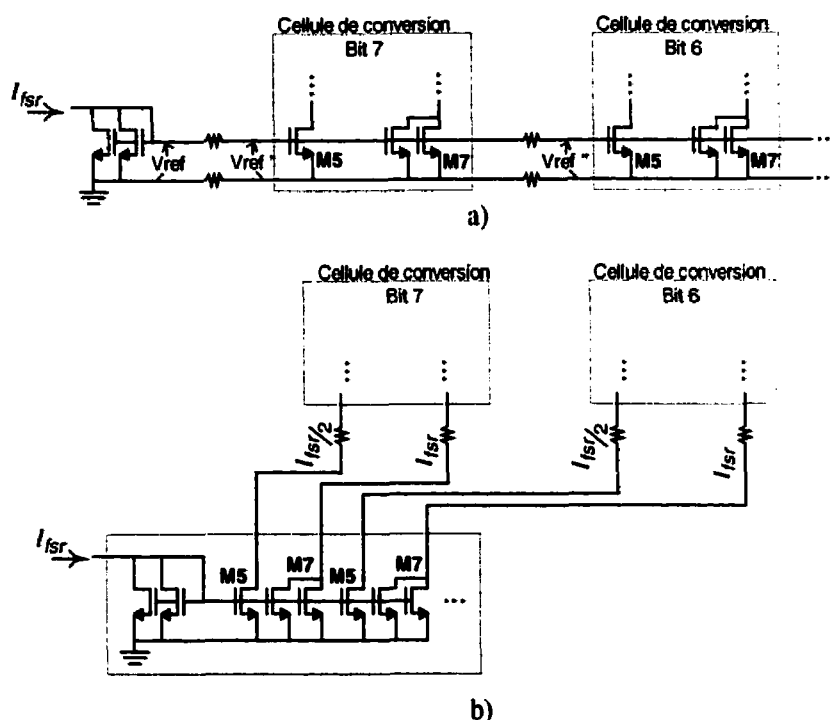 Cellule de conversion
Bit 7
Cellule de conversion
Bit 6
I_fsr
Vref
Vref '
M5
M7
Vref "
M5
M7
a)
Cellule de conversion
Bit 7
Cellule de conversion
Bit 6
I_fsr/2
I_fsr
I_fsr/2
I_fsr
I_fsr
M5
M7
M5
M7
b)